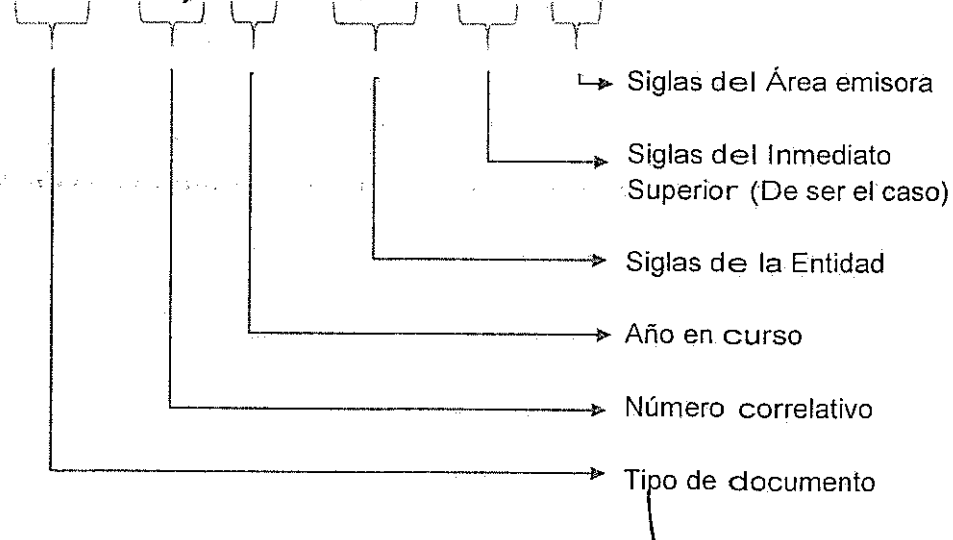 Siglas del Área emisora
Siglas del Inmediato
Superior (De ser el caso)
Siglas de la Entidad
Año en curso
Número correlativo
Tipo de documento